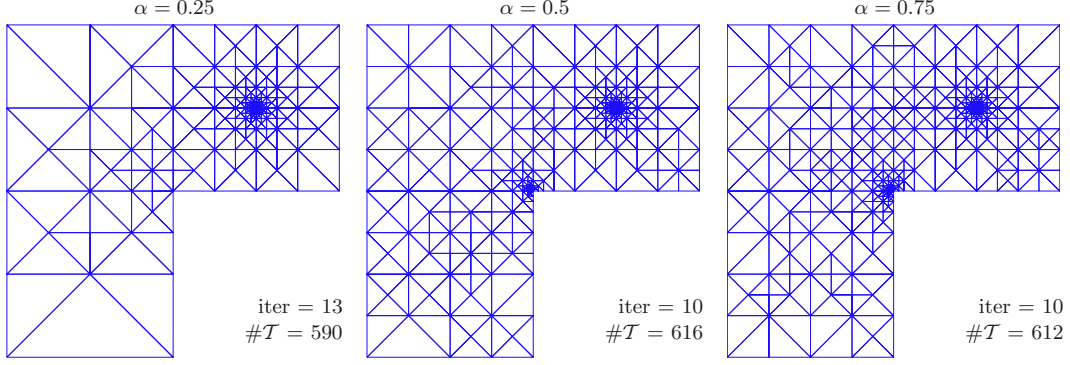 α = 0.25
α = 0.5
α = 0.75
iter = 13
#𝒯 = 590
iter = 10
#𝒯 = 616
iter = 10
#𝒯 = 612